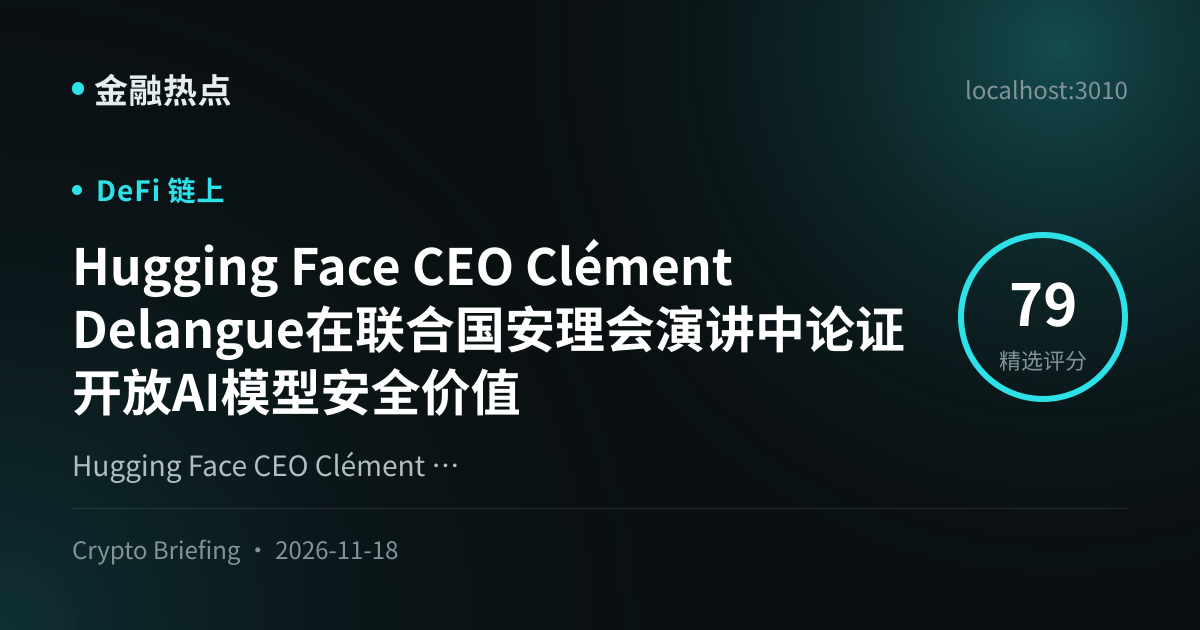 金融热点
localhost:3010
DeFi 链上
Hugging Face CEO Clément
Delangue在联合国安理会演讲中论证
开放AI模型安全价值
79
精选评分
Hugging Face CEO Clément ···
Crypto Briefing · 2026-11-18